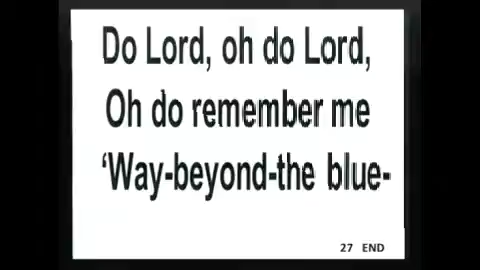 Do Lord, oh do Lord,
Oh do remember me
‘Way-beyond-the blue-
27 END